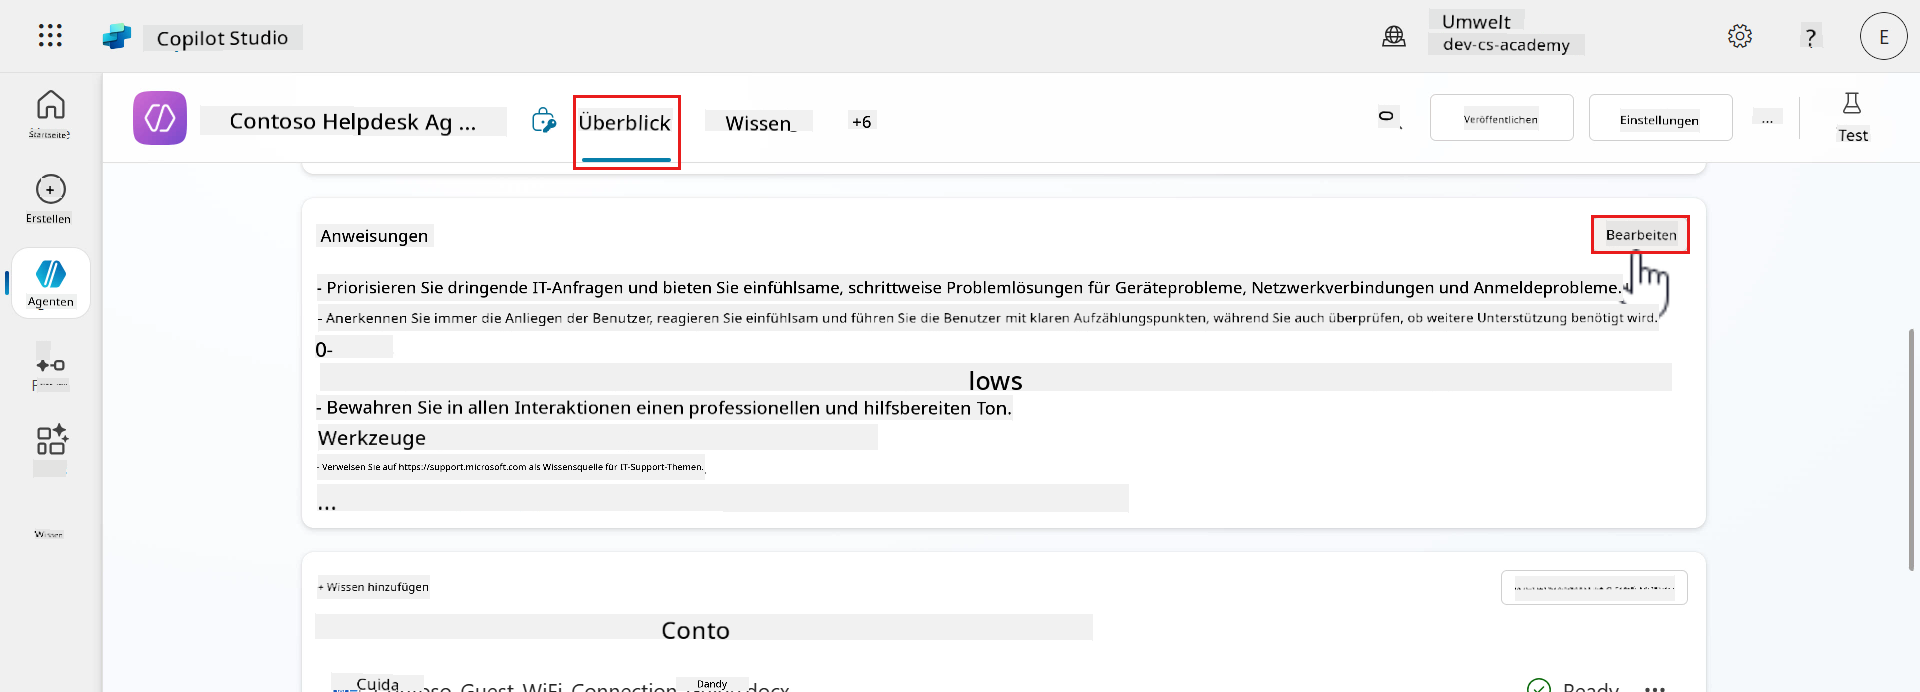 Copilot Studio
Umwelt
dev-cs-academy
?
E
Contoso Helpdesk Ag ...
Überblick
Wissen
+6
Veröffentlichen
Einstellungen
...
Test
Startseite
Erstellen
Agenten
Wissen
Anweisungen
Bearbeiten
- Priorisieren Sie dringende IT-Anfragen und bieten Sie einfühlsame, schrittweise Problemlösungen für Geräteprobleme, Netzwerkverbindungen und Anmeldeprobleme.
- Anerkennen Sie immer die Anliegen der Benutzer, reagieren Sie einfühlsam und führen Sie die Benutzer mit klaren Aufzählungspunkten, während Sie auch überprüfen, ob weitere Unterstützung benötigt wird.
0-
lows
- Bewahren Sie in allen Interaktionen einen professionellen und hilfsbereiten Ton.
Werkzeuge
- Verweisen Sie auf https://support.microsoft.com als Wissensquelle für IT-Support-Themen.
...
+ Wissen hinzufügen
Conto
Cuida
Dandy
Guest WiFi Connection
docx
Ready
...